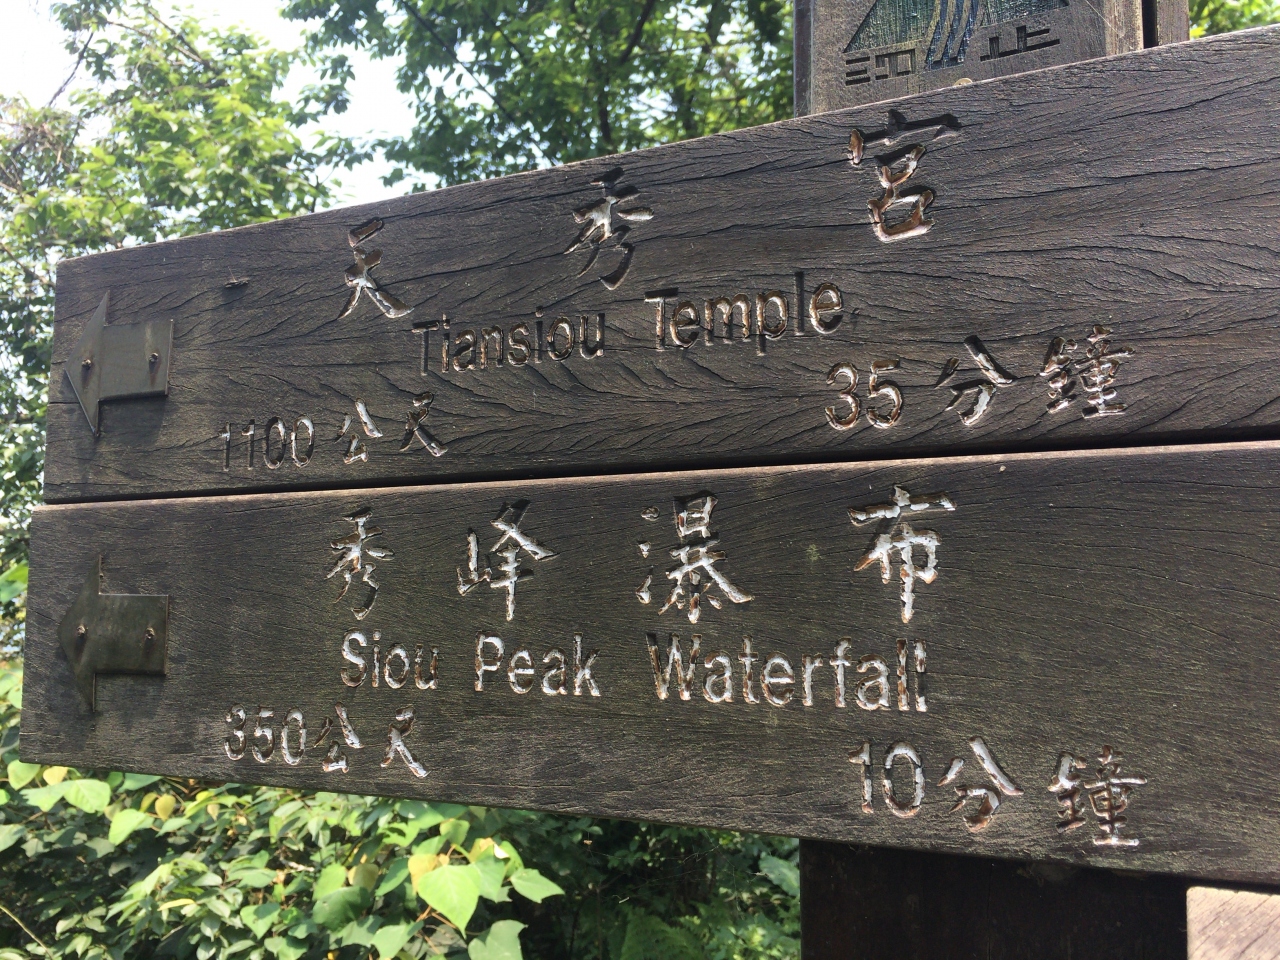 天秀宮
Tiansiou Temple
1100公尺 35分鐘
秀峰瀑布
Siou Peak Waterfall
350公尺 10分鐘